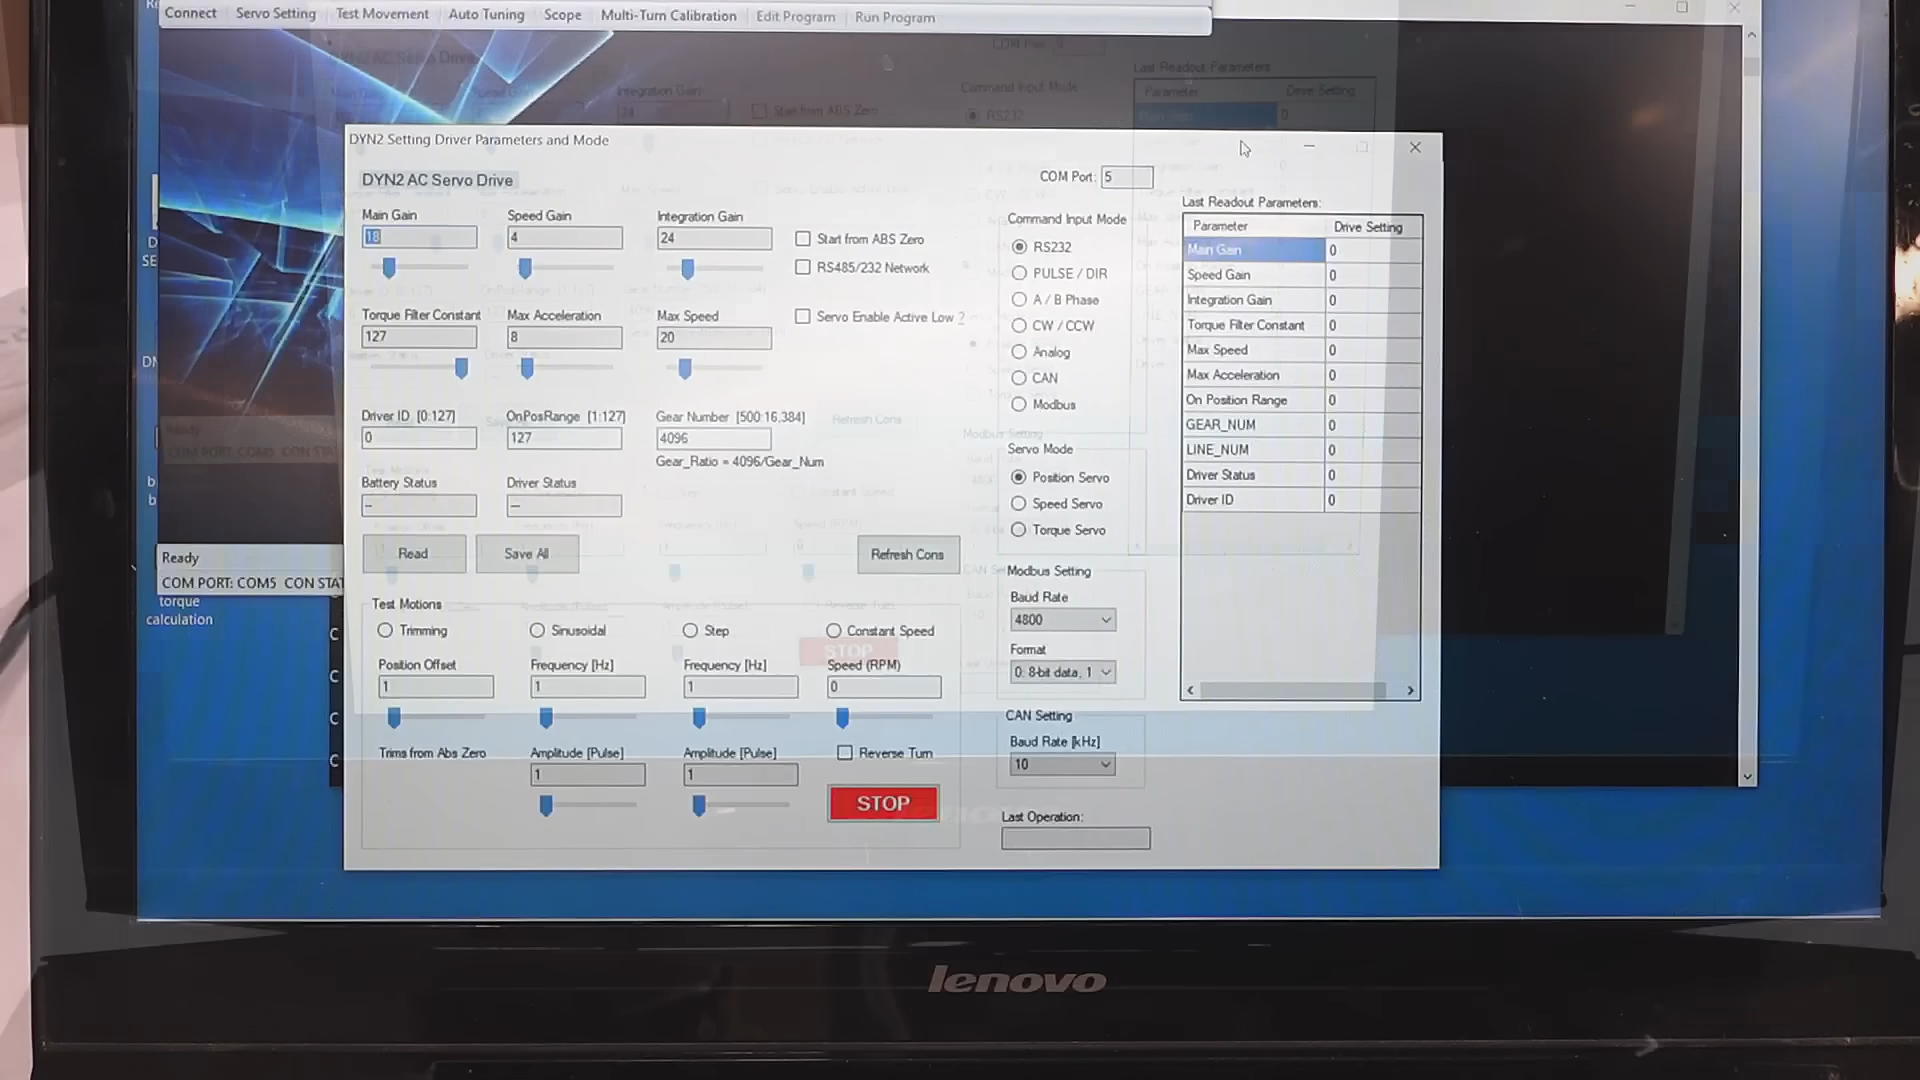 Connect Servo Setting Test Movement Auto Tuning Scope Multi-Turn Calibration Edit Program Run Program
DYN2 Setting Driver Parameters and Mode
DYN2 AC Servo Drive
COM Port: 5
Main Gain Speed Gain Integration Gain
18 4 24
Start from ABS Zero
RS485/232 Network
Torque Filter Constant Max Acceleration Max Speed
127 8 20
Servo Enable Active Low ?
Driver ID [0:127] OnPosRange [1:127] Gear Number [500:16,384]
0 127 4096
Gear_Ratio = 4096/Gear_Num
Battery Status Driver Status
-- --
Read Save All Refresh Cons
Test Motions
Trimming Sinusoidal Step Constant Speed
Position Offset Frequency [Hz] Frequency [Hz] Speed (RPM)
1 1 1 0
Trims from Abs Zero Amplitude [Pulse] Amplitude [Pulse] Reverse Turn
1 1
STOP
Command Input Mode
RS232
PULSE / DIR
A / B Phase
CW / CCW
Analog
CAN
Modbus
Servo Mode
Position Servo
Speed Servo
Torque Servo
Modbus Setting
Baud Rate
4800
Format
0: 8-bit data, 1
CAN Setting
Baud Rate [kHz]
10
Last Operation:
Last Readout Parameters:
Parameter Drive Setting
Main Gain 0
Speed Gain 0
Integration Gain 0
Torque Filter Constant 0
Max Speed 0
Max Acceleration 0
On Position Range 0
GEAR_NUM 0
LINE_NUM 0
Driver Status 0
Driver ID 0
Ready
COM PORT: COM5 CON STAT
torque
calculation
lenovo